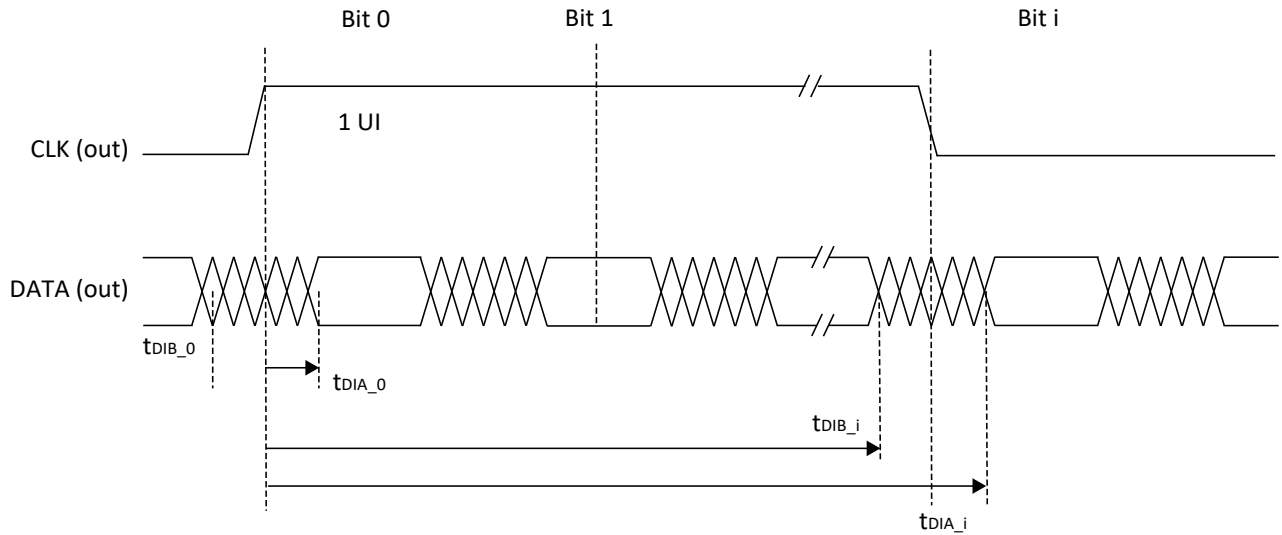 Bit 0 Bit 1 Bit i
1 UI
CLK (out)
DATA (out)
tDIB_0
tDIA_0
tDIB_i
tDIA_i